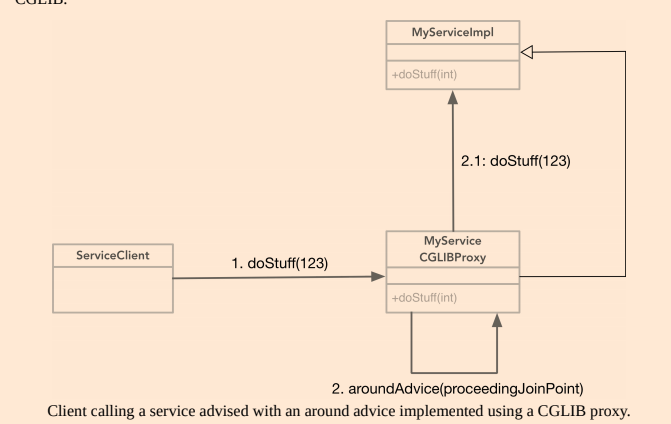 CGLIB.
MyServiceImpl
+doStuff(int)
2.1: doStuff(123)
MyService
CGLIBProxy
ServiceClient
1. doStuff(123)
+doStuff(int)
2. aroundAdvice(proceedingJoinPoint)
Client calling a service advised with an around advice implemented using a CGLIB proxy.